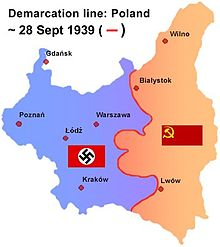 Demarcation line: Poland
~ 28 Sept 1939 ( — )
Wilno
Gdańsk
Białystok
Poznań
Warszawa
Łódź
Kraków
Lwów